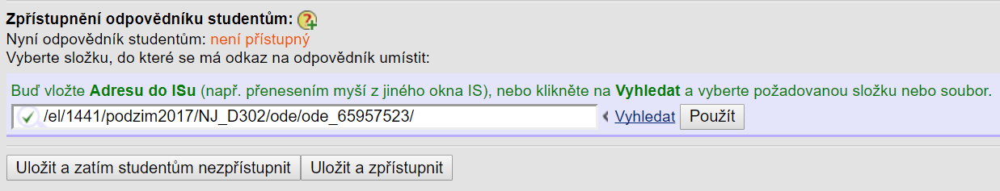 Zpřístupnění odpovědníku studentům:
Nyní odpovědník studentům: není přístupný
Vyberte složku, do které se má odkaz na odpovědník umístit:
Buď vložte Adresu do ISu (např. přenesením myší z jiného okna IS), nebo klikněte na Vyhledat a vyberte požadovanou složku nebo soubor.
/el/1441/podzim2017/NJ_D302/ode/ode_65957523/ Vyhledat Použít
Uložit a zatím studentům nezpřístupnit Uložit a zpřístupnit